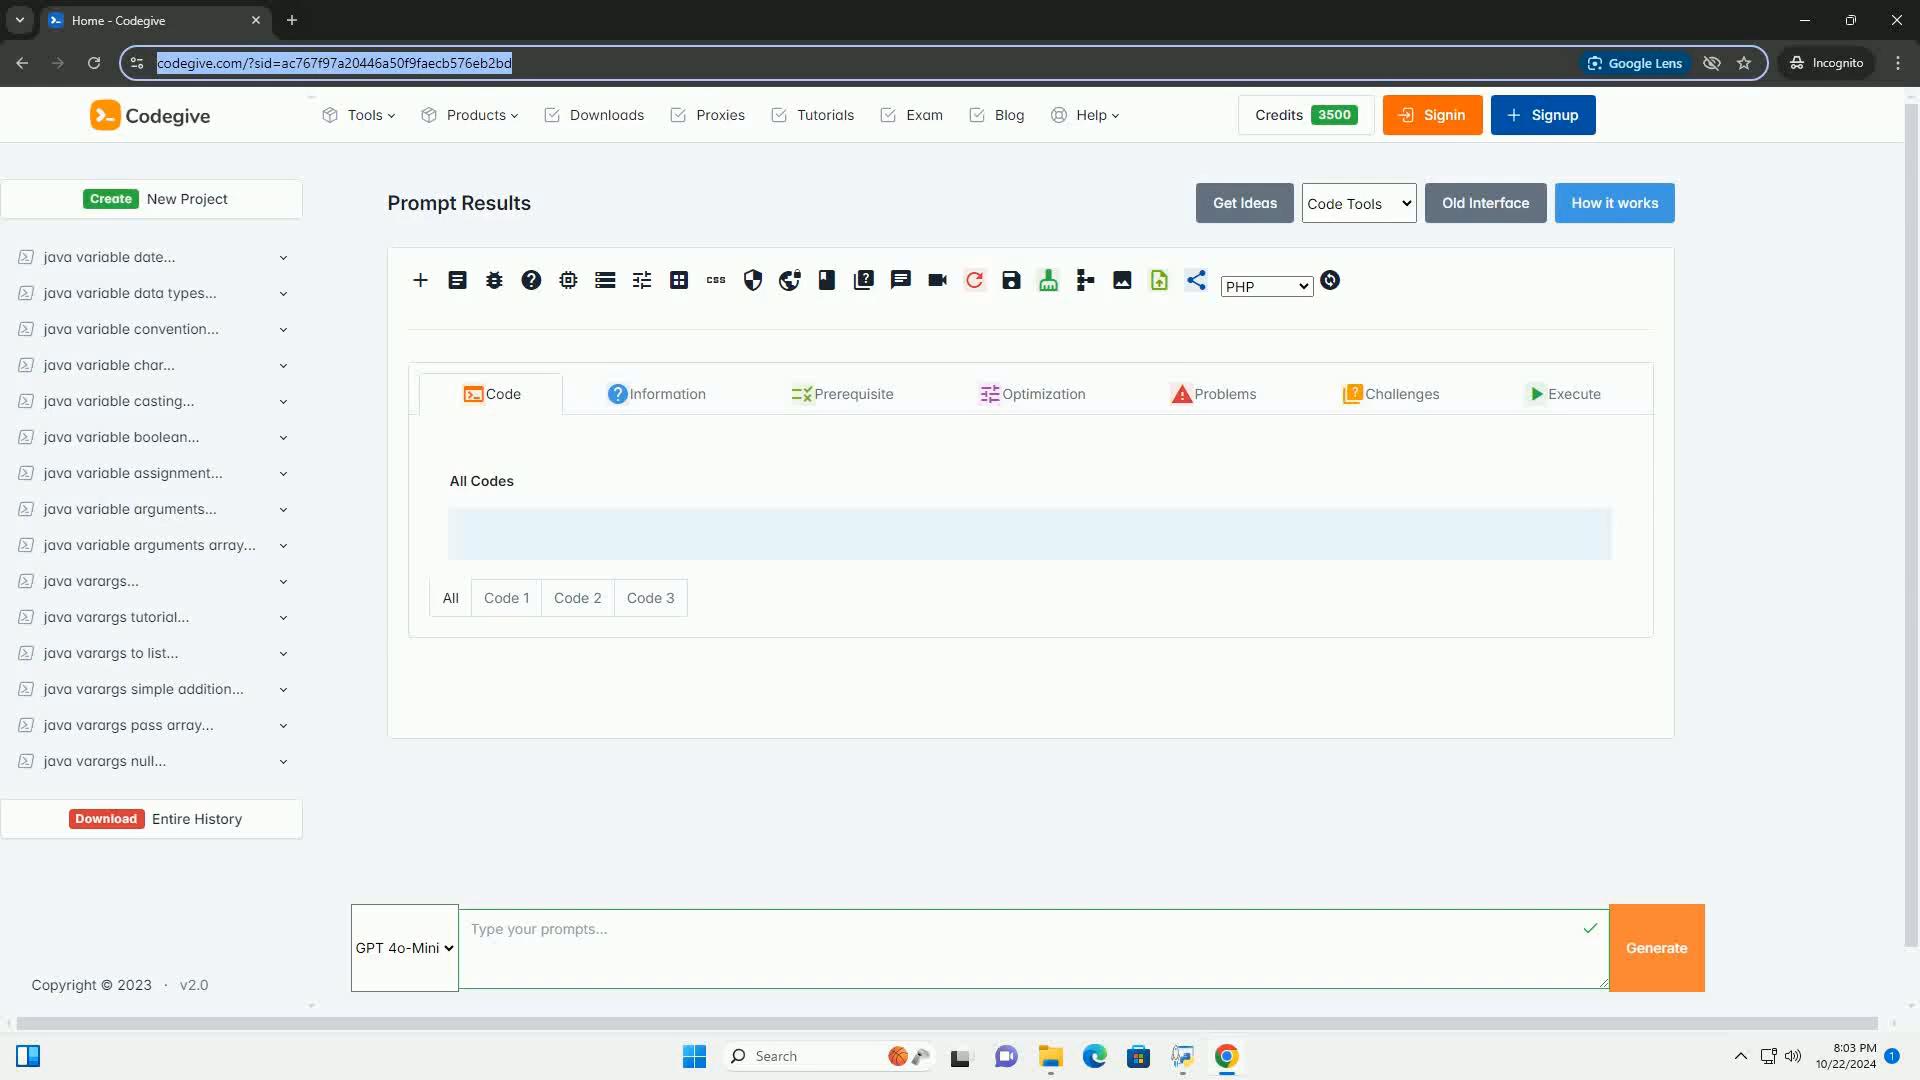 Home - Codegive
codegive.com/?sid=ac767f97a20446a50f9faecb576eb2bd
Google Lens
Incognito
Codegive
Tools
Products
Downloads
Proxies
Tutorials
Exam
Blog
Help
Credits 3500
Signin
Signup
Create New Project
Prompt Results
Get Ideas
Code Tools
Old Interface
How it works
java variable date...
java variable data types...
java variable convention...
java variable char...
java variable casting...
java variable boolean...
java variable assignment...
java variable arguments...
java variable arguments array...
java varargs...
java varargs tutorial...
java varargs to list...
java varargs simple addition...
java varargs pass array...
java varargs null...
Download Entire History
Copyright © 2023 · v2.0
css
PHP
Code
Information
Prerequisite
Optimization
Problems
Challenges
Execute
All Codes
All
Code 1
Code 2
Code 3
GPT 4o-Mini
Type your prompts...
Generate
Search
8:03 PM
10/22/2024
1